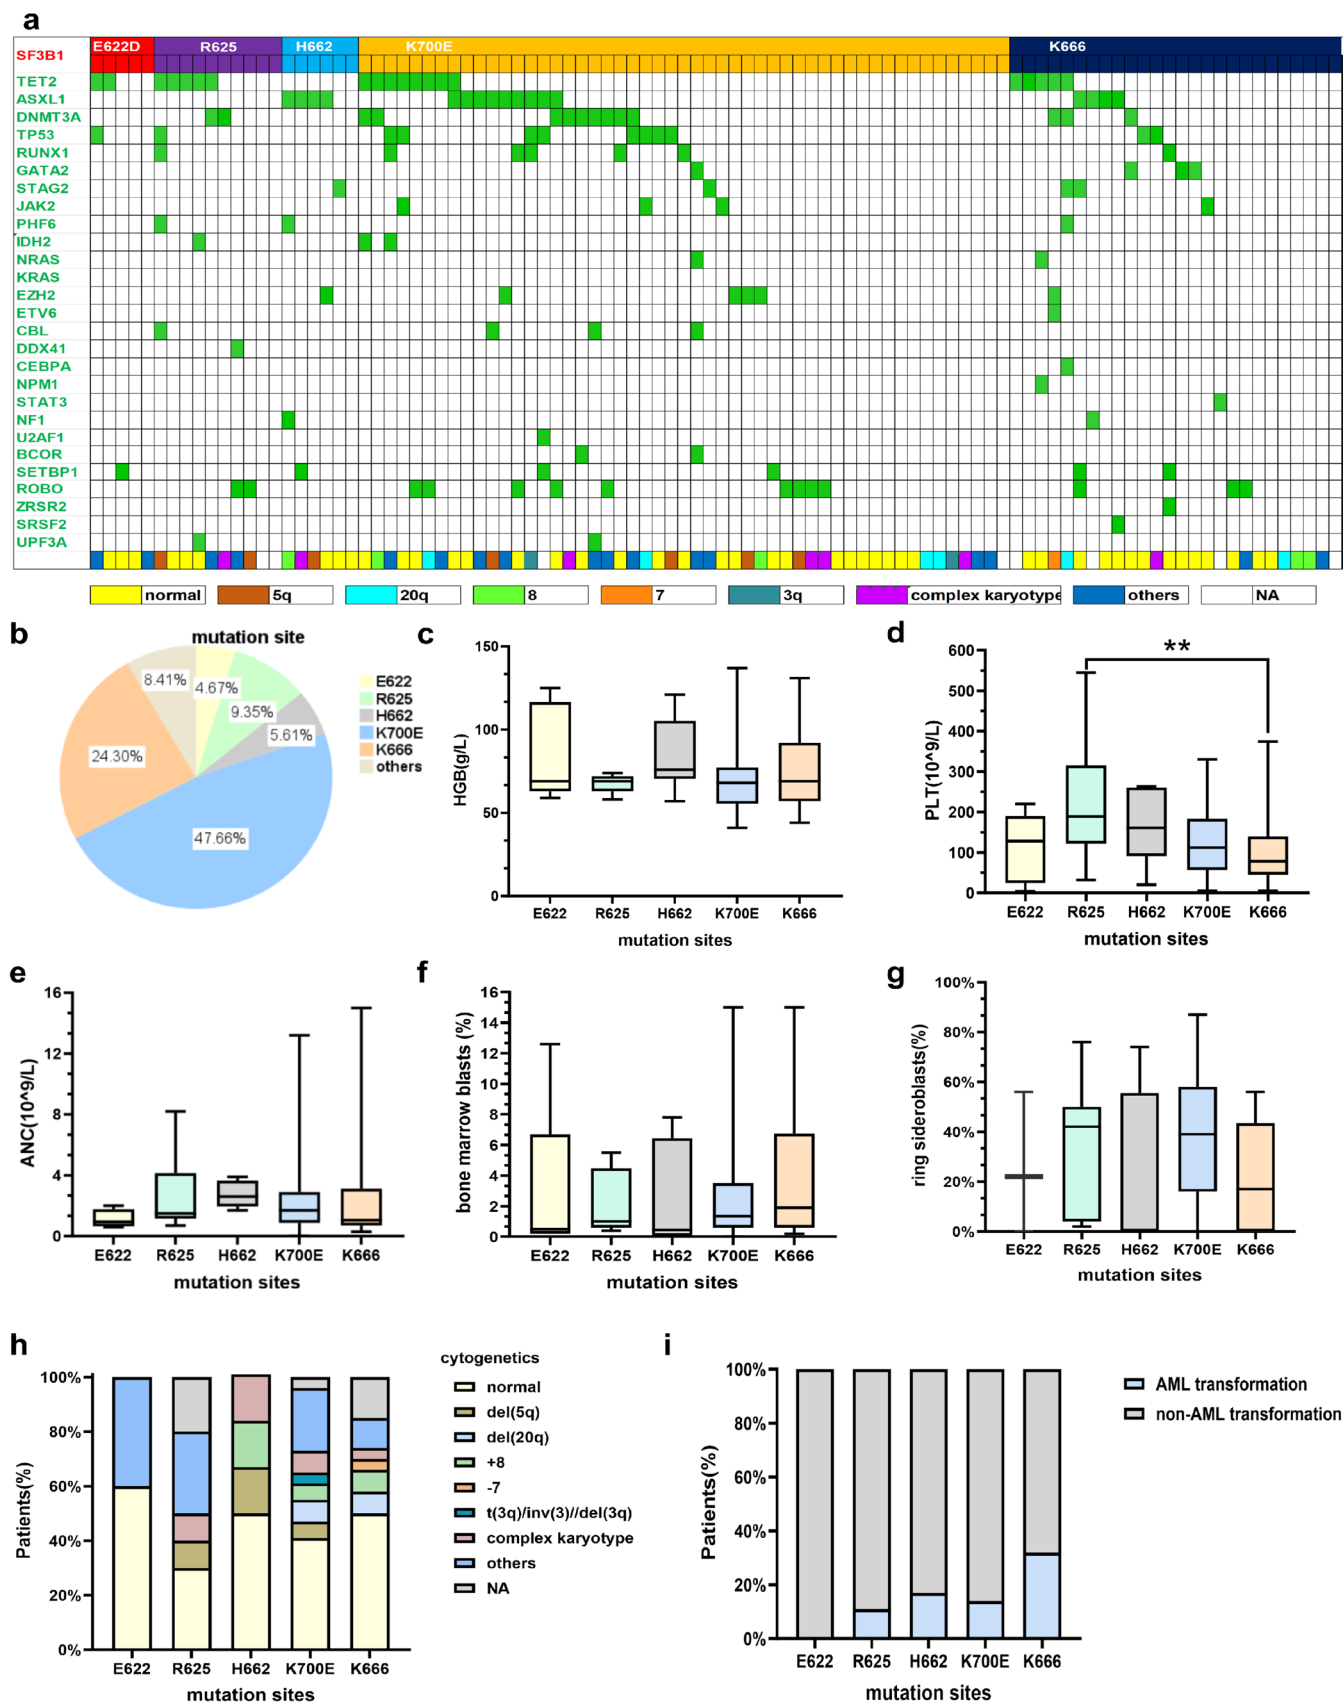 a
SF3B1 E622D R625 H662 K700E K666
TET2
ASXL1
DNMT3A
TP53
RUNX1
GATA2
STAG2
JAK2
PHF6
IDH2
NRAS
KRAS
EZH2
ETV6
CBL
DDX41
CEBPA
NPM1
STAT3
NF1
U2AF1
BCOR
SETBP1
ROBO
ZRSR2
SRSF2
UPF3A
normal 5q 20q 8 7 3q complex karyotype others NA
b
mutation site
8.41% 4.67%
9.35%
5.61%
24.30%
47.66%
E622
R625
H662
K700E
K666
others
c
HGB(g/L)
150
100
50
0
E622 R625 H662 K700E K666
mutation sites
d
PLT(10^9/L)
600
500
400
300
200
100
0
**
E622 R625 H662 K700E K666
mutation sites
e
ANC(10^9/L)
16
12
8
4
0
E622 R625 H662 K700E K666
mutation sites
f
bone marrow blasts (%)
16
14
12
10
8
6
4
2
0
E622 R625 H662 K700E K666
mutation sites
g
ring sideroblasts(%)
100%
80%
60%
40%
20%
0%
E622 R625 H662 K700E K666
mutation sites
h
Patients(%)
100%
80%
60%
40%
20%
0%
E622 R625 H662 K700E K666
mutation sites
cytogenetics
normal
del(5q)
del(20q)
+8
-7
t(3q)/inv(3)//del(3q)
complex karyotype
others
NA
i
Patients(%)
100%
80%
60%
40%
20%
0%
E622 R625 H662 K700E K666
mutation sites
AML transformation
non-AML transformation